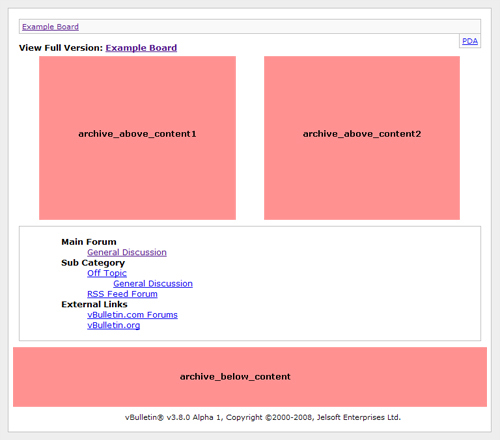 Example Board
PDA
View Full Version: Example Board
archive_above_content1
archive_above_content2
Main Forum
General Discussion
Sub Category
Off Topic
General Discussion
RSS Feed Forum
External Links
vBulletin.com Forums
vBulletin.org
archive_below_content
vBulletin® v3.8.0 Alpha 1, Copyright ©2000-2008, Jelsoft Enterprises Ltd.